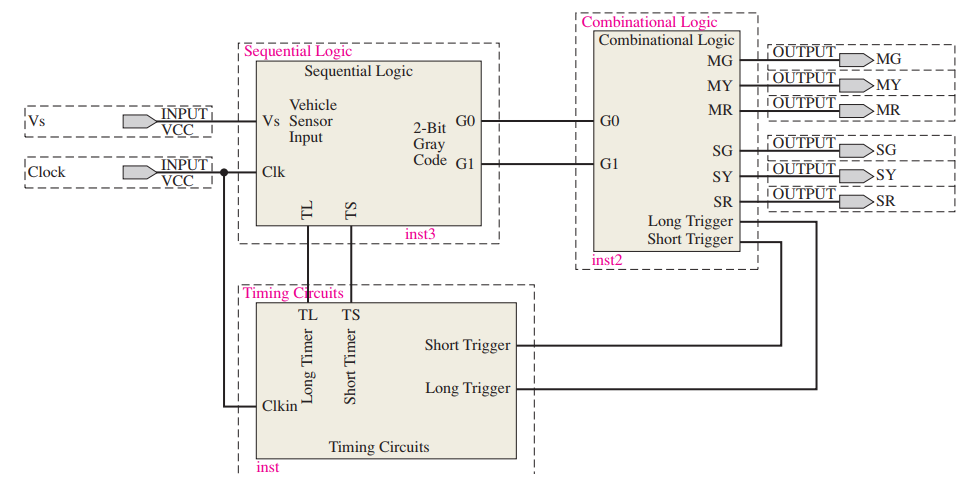 Combinational Logic
Combinational Logic
MG
MY
MR
SG
SY
SR
Long Trigger
Short Trigger
G0
G1
inst2
OUTPUT
MG
OUTPUT
MY
OUTPUT
MR
OUTPUT
SG
OUTPUT
SY
OUTPUT
SR
Sequential Logic
Sequential Logic
Vs
Vehicle
Sensor
Input
Clk
2-Bit
Gray
Code
G0
G1
TL
TS
inst3
Vs
INPUT
VCC
Clock
INPUT
VCC
Timing Circuits
TL
TS
Long Timer
Short Timer
Short Trigger
Long Trigger
Clkin
Timing Circuits
inst